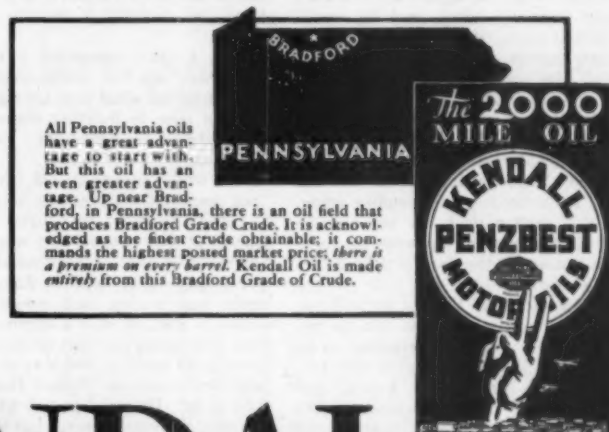 BRADFORD
PENNSYLVANIA
All Pennsylvania oils
have a great advan-
tage to start with.
But this oil has an
even greater advan-
tage. Up near Brad-
ford, in Pennsylvania, there is an oil field that
produces Bradford Grade Crude. It is acknowl-
edged as the finest crude obtainable; it com-
mands the highest posted market price; there is
a premium on every barrel. Kendall Oil is made
entirely from this Bradford Grade of Crude.
The 2000
MILE OIL
KENDALL
PENZBEST
MOTOR OILS